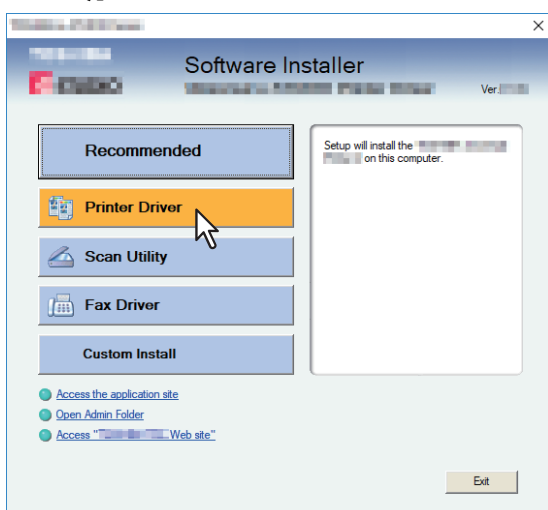 Software Installer
Ver.
Recommended
Setup will install the
on this computer.
Printer Driver
Scan Utility
Fax Driver
Custom Install
Access the application site
Open Admin Folder
Access " Web site"
Exit